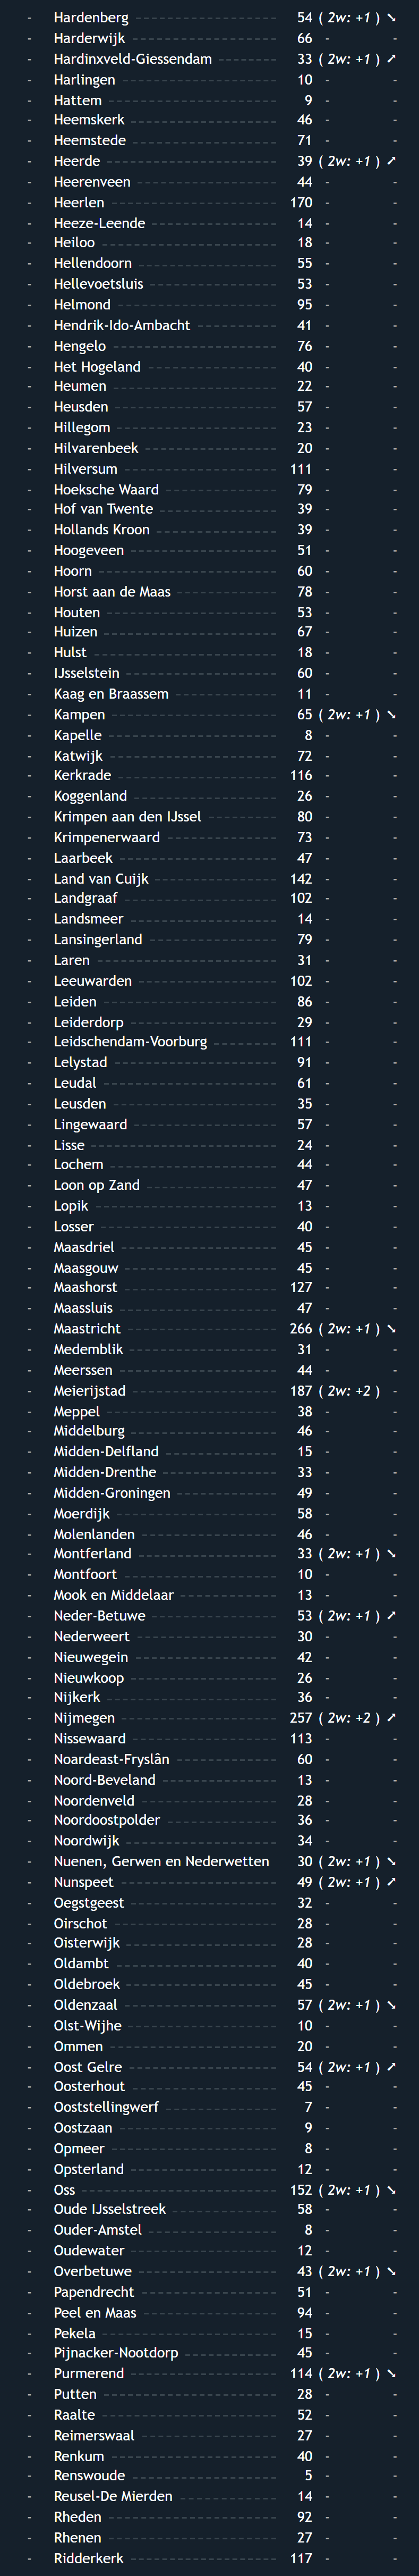 - Hardenberg 54 ( 2w: +1 ) ↘
- Harderwijk 66 - -
- Hardinxveld-Giessendam 33 ( 2w: +1 ) ↗
- Harlingen 10 - -
- Hattem 9 - -
- Heemskerk 46 - -
- Heemstede 71 - -
- Heerde 39 ( 2w: +1 ) ↗
- Heerenveen 44 - -
- Heerlen 170 - -
- Heeze-Leende 14 - -
- Heiloo 18 - -
- Hellendoorn 55 - -
- Hellevoetsluis 53 - -
- Helmond 95 - -
- Hendrik-Ido-Ambacht 41 - -
- Hengelo 76 - -
- Het Hogeland 40 - -
- Heumen 22 - -
- Heusden 57 - -
- Hillegom 23 - -
- Hilvarenbeek 20 - -
- Hilversum 111 - -
- Hoeksche Waard 79 - -
- Hof van Twente 39 - -
- Hollands Kroon 39 - -
- Hoogeveen 51 - -
- Hoorn 60 - -
- Horst aan de Maas 78 - -
- Houten 53 - -
- Huizen 67 - -
- Hulst 18 - -
- IJsselstein 60 - -
- Kaag en Braassem 11 - -
- Kampen 65 ( 2w: +1 ) ↘
- Kapelle 8 - -
- Katwijk 72 - -
- Kerkrade 116 - -
- Koggenland 26 - -
- Krimpen aan den IJssel 80 - -
- Krimpenerwaard 73 - -
- Laarbeek 47 - -
- Land van Cuijk 142 - -
- Landgraaf 102 - -
- Landsmeer 14 - -
- Lansingerland 79 - -
- Laren 31 - -
- Leeuwarden 102 - -
- Leiden 86 - -
- Leiderdorp 29 - -
- Leidschendam-Voorburg 111 - -
- Lelystad 91 - -
- Leudal 61 - -
- Leusden 35 - -
- Lingewaard 57 - -
- Lisse 24 - -
- Lochem 44 - -
- Loon op Zand 47 - -
- Lopik 13 - -
- Losser 40 - -
- Maasdriel 45 - -
- Maasgouw 45 - -
- Maashorst 127 - -
- Maassluis 47 - -
- Maastricht 266 ( 2w: +1 ) ↘
- Medemblik 31 - -
- Meerssen 44 - -
- Meierijstad 187 ( 2w: +2 ) -
- Meppel 38 - -
- Middelburg 46 - -
- Midden-Delfland 15 - -
- Midden-Drenthe 33 - -
- Midden-Groningen 49 - -
- Moerdijk 58 - -
- Molenlanden 46 - -
- Montferland 33 ( 2w: +1 ) ↘
- Montfoort 10 - -
- Mook en Middelaar 13 - -
- Neder-Betuwe 53 ( 2w: +1 ) ↗
- Nederweert 30 - -
- Nieuwegein 42 - -
- Nieuwkoop 26 - -
- Nijkerk 36 - -
- Nijmegen 257 ( 2w: +2 ) ↗
- Nissewaard 113 - -
- Noardeast-Fryslân 60 - -
- Noord-Beveland 13 - -
- Noordenveld 28 - -
- Noordoostpolder 36 - -
- Noordwijk 34 - -
- Nuenen, Gerwen en Nederwetten 30 ( 2w: +1 ) ↘
- Nunspeet 49 ( 2w: +1 ) ↗
- Oegstgeest 32 - -
- Oirschot 28 - -
- Oisterwijk 28 - -
- Oldambt 40 - -
- Oldebroek 45 - -
- Oldenzaal 57 ( 2w: +1 ) ↘
- Olst-Wijhe 10 - -
- Ommen 20 - -
- Oost Gelre 54 ( 2w: +1 ) ↗
- Oosterhout 45 - -
- Ooststellingwerf 7 - -
- Oostzaan 9 - -
- Opmeer 8 - -
- Opsterland 12 - -
- Oss 152 ( 2w: +1 ) ↘
- Oude IJsselstreek 58 - -
- Ouder-Amstel 8 - -
- Oudewater 12 - -
- Overbetuwe 43 ( 2w: +1 ) ↘
- Papendrecht 51 - -
- Peel en Maas 94 - -
- Pekela 15 - -
- Pijnacker-Nootdorp 45 - -
- Purmerend 114 ( 2w: +1 ) ↘
- Putten 28 - -
- Raalte 52 - -
- Reimerswaal 27 - -
- Renkum 40 - -
- Renswoude 5 - -
- Reusel-De Mierden 14 - -
- Rheden 92 - -
- Rhenen 27 - -
- Ridderkerk 117 - -